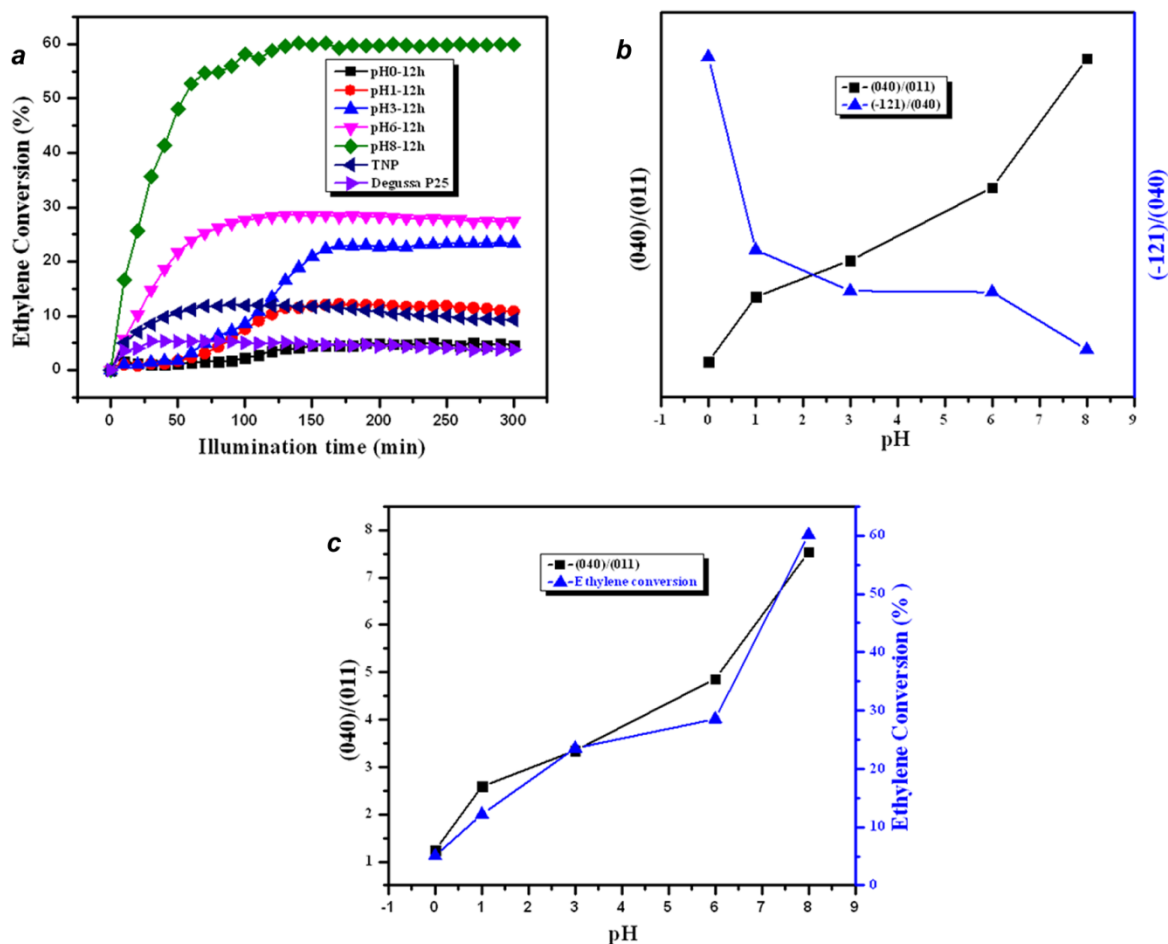 a
Ethylene Conversion (%)
60
50
40
30
20
10
0
pH0-12h
pH1-12h
pH3-12h
pH6-12h
pH8-12h
TNP
Degussa P25
0 50 100 150 200 250 300
Illumination time (min)
b
(040)/(011)
(040)/(011)
(-121)/(040)
(-121)/(040)
-1 0 1 2 3 4 5 6 7 8 9
pH
c
(040)/(011)
8
7
6
5
4
3
2
1
(040)/(011)
Ethylene conversion
60
50
40
30
20
10
0
Ethylene Conversion (%)
-1 0 1 2 3 4 5 6 7 8 9
pH